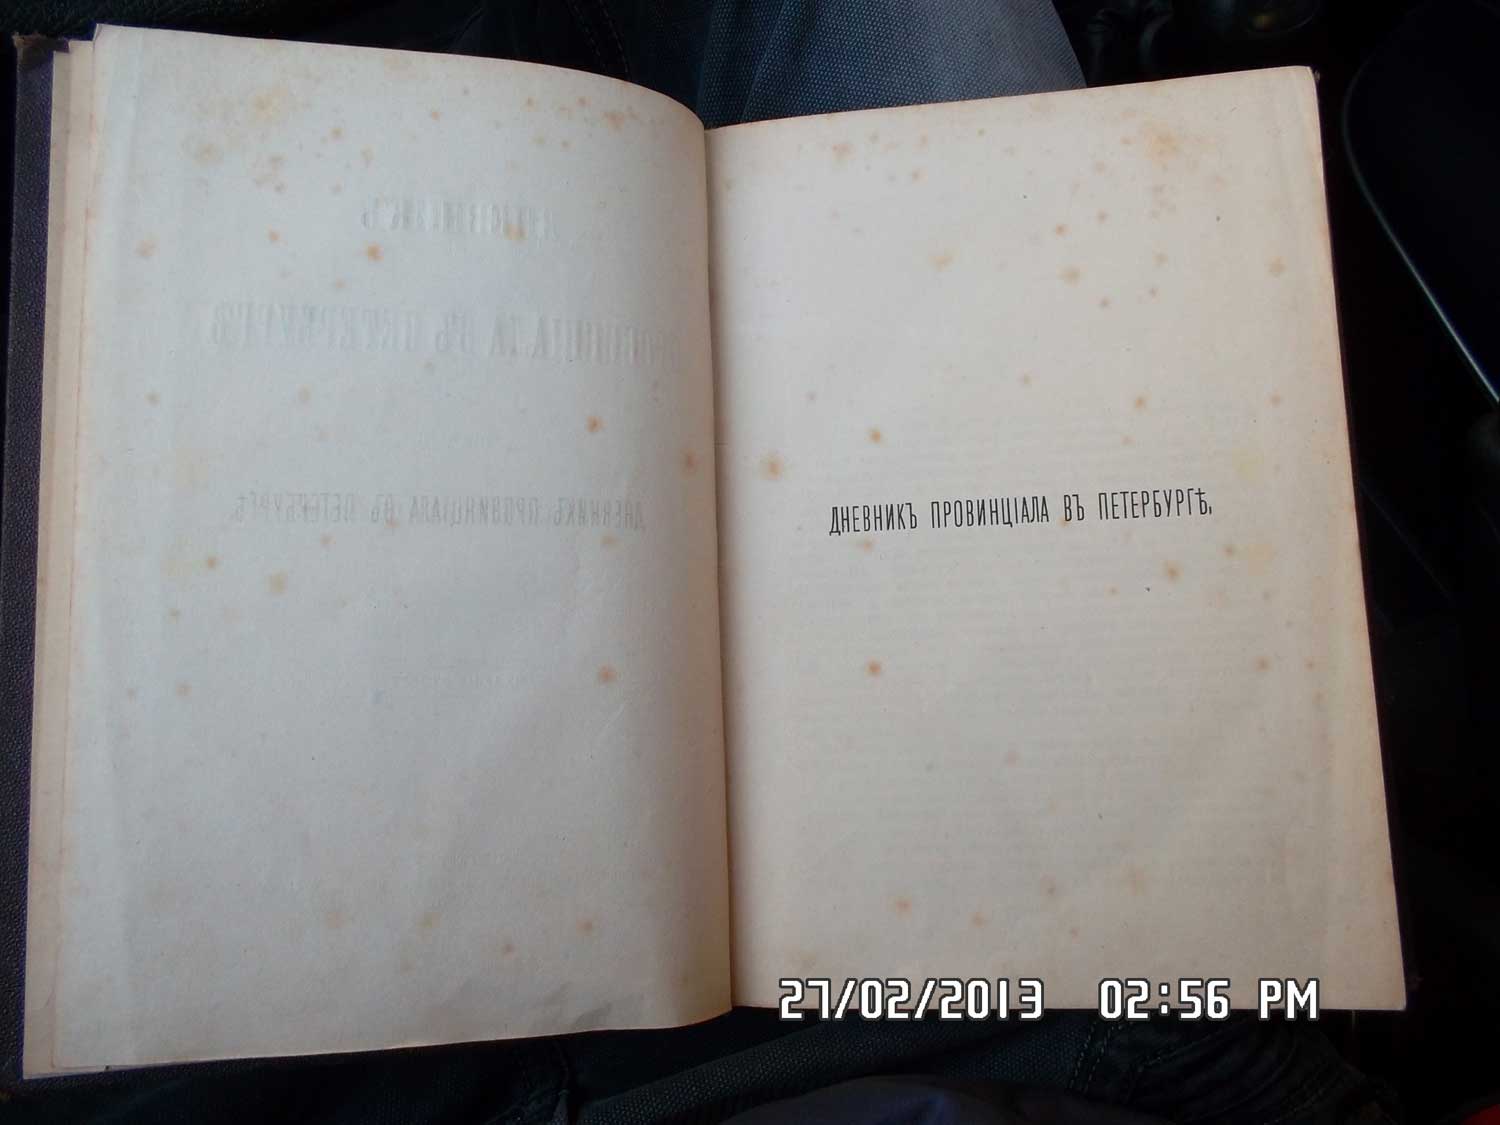 ДНЕВНИКЪ ПРОВИНЦІАЛА ВЪ ПЕТЕРБУРГѢ.
27/02/2013 02:56 PM